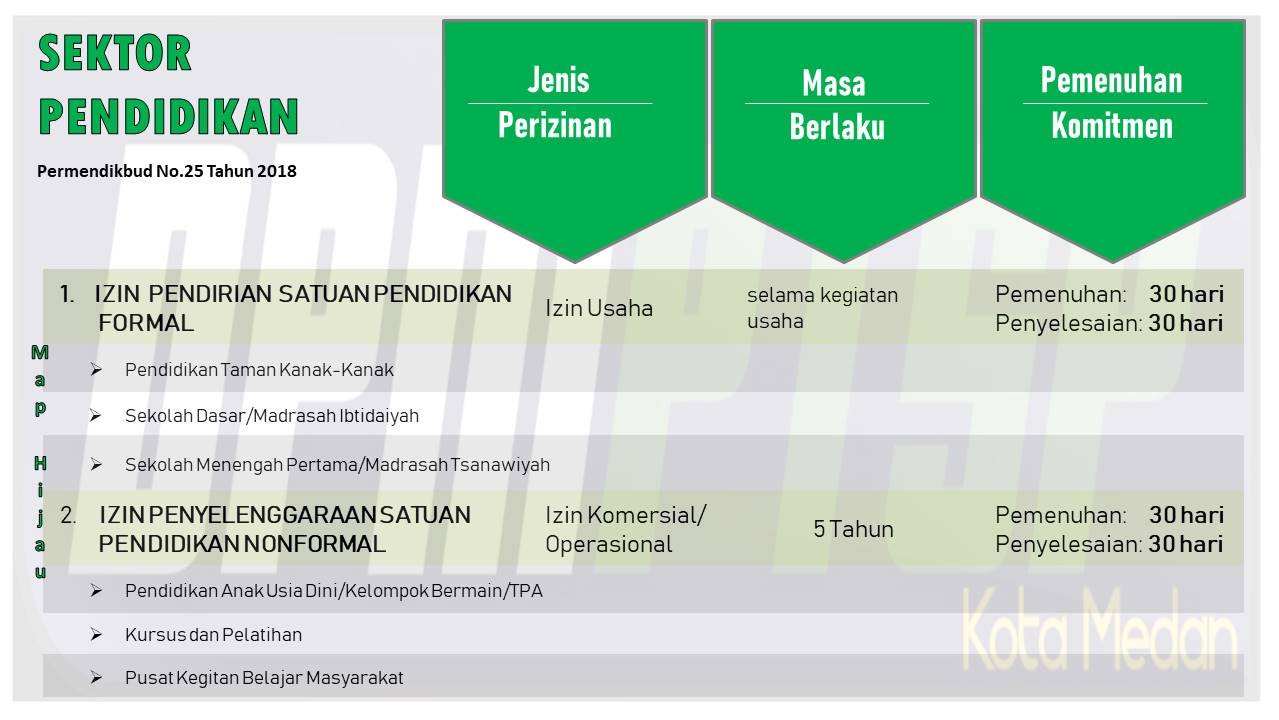 SEKTOR
PENDIDIKAN
Permendikbud No.25 Tahun 2018
Jenis
Perizinan
Masa
Berlaku
Pemenuhan
Komitmen
1. IZIN PENDIRIAN SATUAN PENDIDIKAN
FORMAL
Izin Usaha
selama kegiatan
usaha
Pemenuhan: 30 hari
Penyelesaian: 30 hari
Pendidikan Taman Kanak-Kanak
Sekolah Dasar/Madrasah Ibtidaiyah
Sekolah Menengah Pertama/Madrasah Tsanawiyah
2. IZIN PENYELENGGARAAN SATUAN
PENDIDIKAN NONFORMAL
Izin Komersial/
Operasional
5 Tahun
Pemenuhan: 30 hari
Penyelesaian: 30 hari
Pendidikan Anak Usia Dini/Kelompok Bermain/TPA
Kursus dan Pelatihan
Pusat Kegitan Belajar Masyarakat
Map Hijau
DPMPTSP
Kota Medan